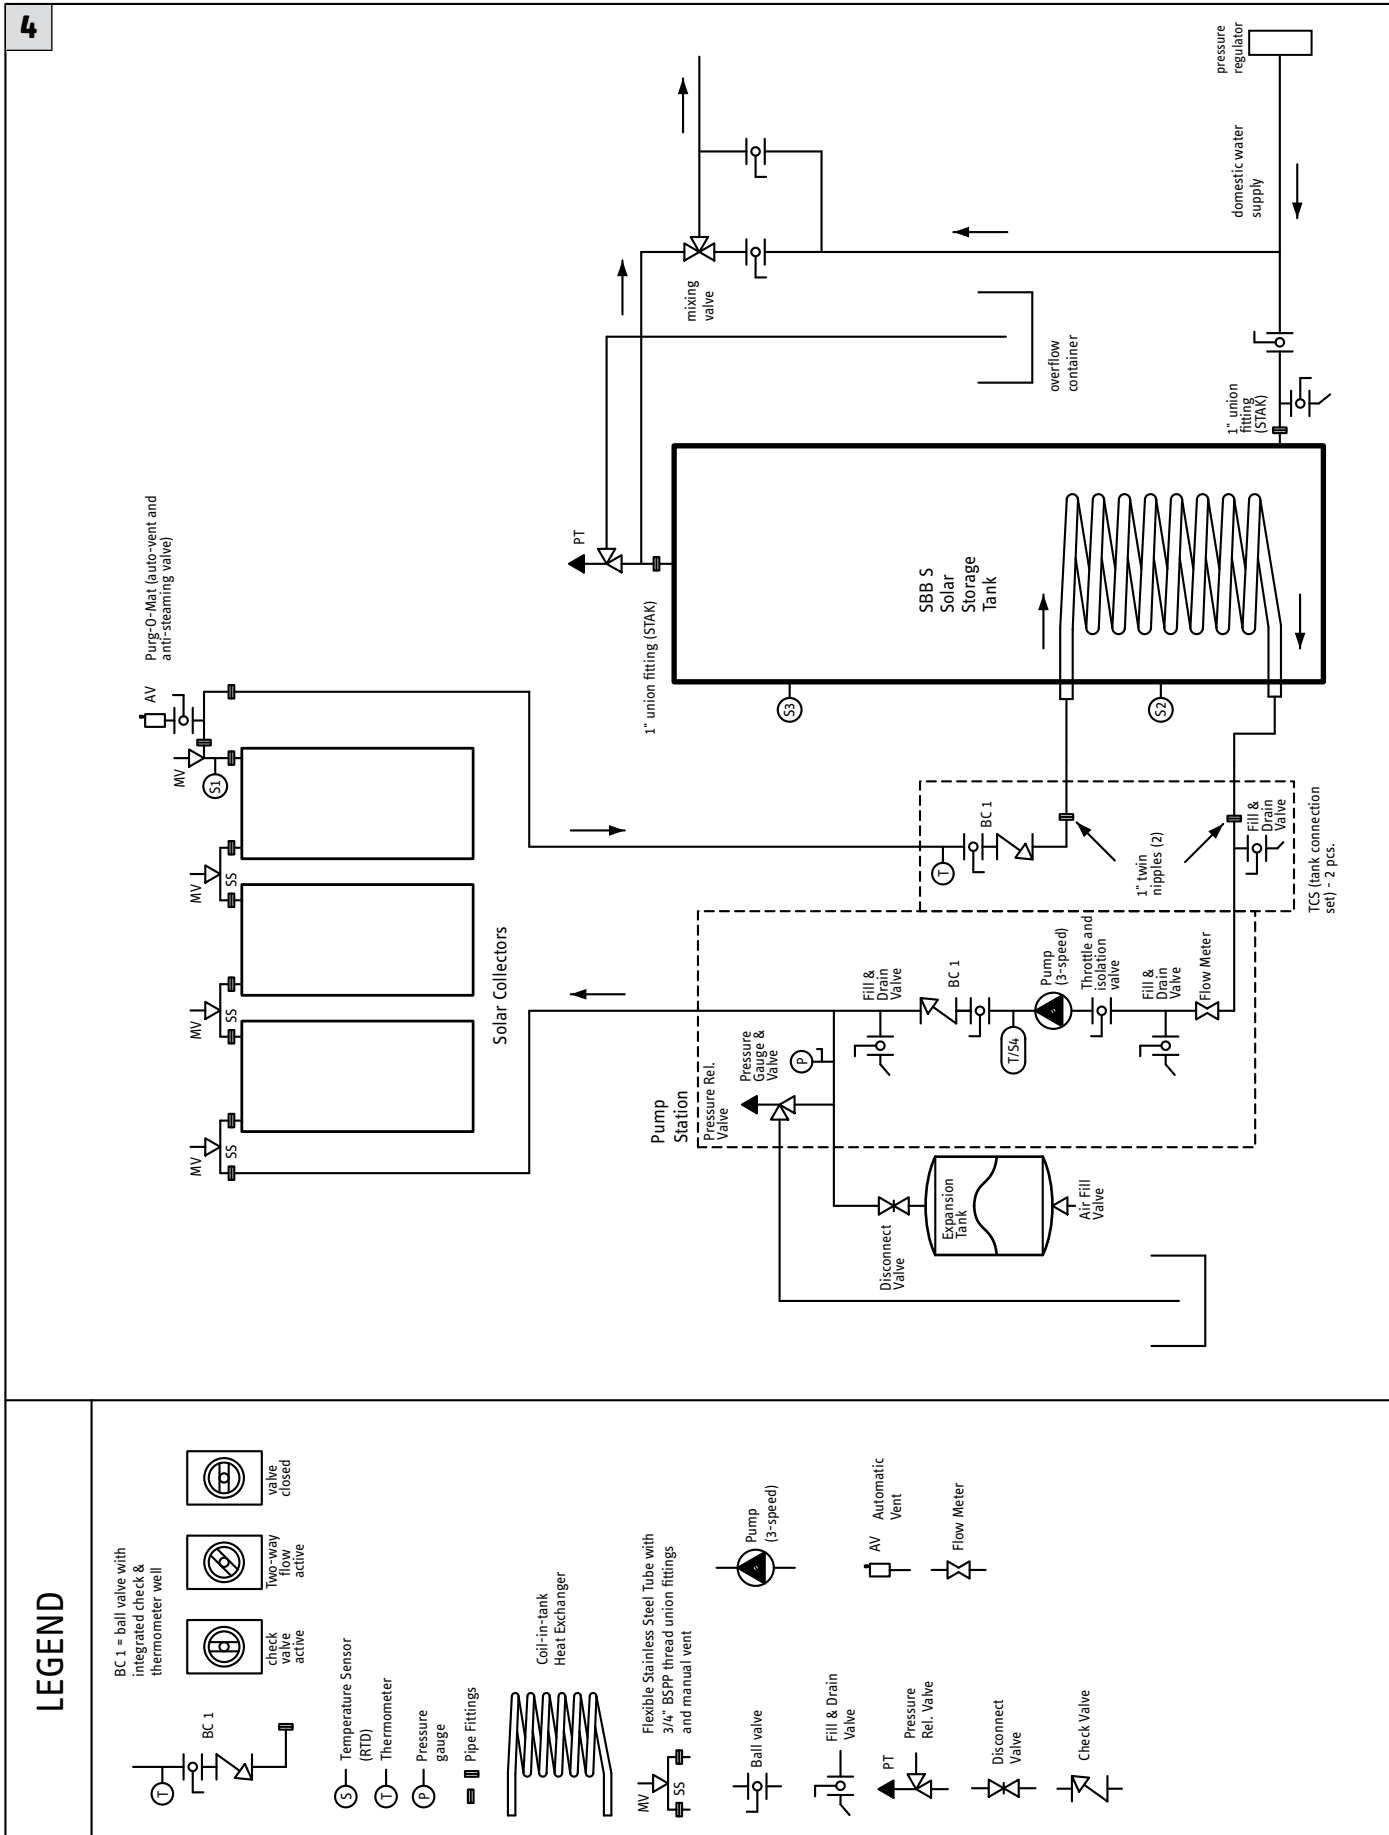 4
pressure
regulator
domestic water
supply
mixing
valve
overflow
container
1" union
fitting
(STAK)
PT
1" union fitting (STAK)
SBB S
Solar
Storage
Tank
S3
S2
Purg-O-Mat (auto-vent and
anti-steaming valve)
AV
MV
S1
MV
SS
MV
SS
MV
SS
Solar Collectors
T
BC 1
1" twin
nipples (2)
Fill &
Drain
Valve
TCS (tank connection
set) - 2 pcs.
Pump
Station
Pressure Rel.
Valve
Pressure
Gauge &
Valve
P
Fill &
Drain
Valve
BC 1
T/S4
Pump
(3-speed)
Throttle and
isolation
valve
Fill &
Drain
Valve
Flow Meter
Disconnect
Valve
Expansion
Tank
Air Fill
Valve
LEGEND
BC 1 = ball valve with
integrated check &
thermometer well
T
BC 1
check
valve
active
Two-way
flow
active
valve
closed
S
Temperature Sensor
(RTD)
T
Thermometer
P
Pressure
gauge
Pipe Fittings
Coil-in-tank
Heat Exchanger
MV
SS
Flexible Stainless Steel Tube with
3/4" BSPP thread union fittings
and manual vent
Ball valve
Pump
(3-speed)
Fill & Drain
Valve
AV
Automatic
Vent
PT
Pressure
Rel. Valve
Flow Meter
Disconnect
Valve
Check Valve